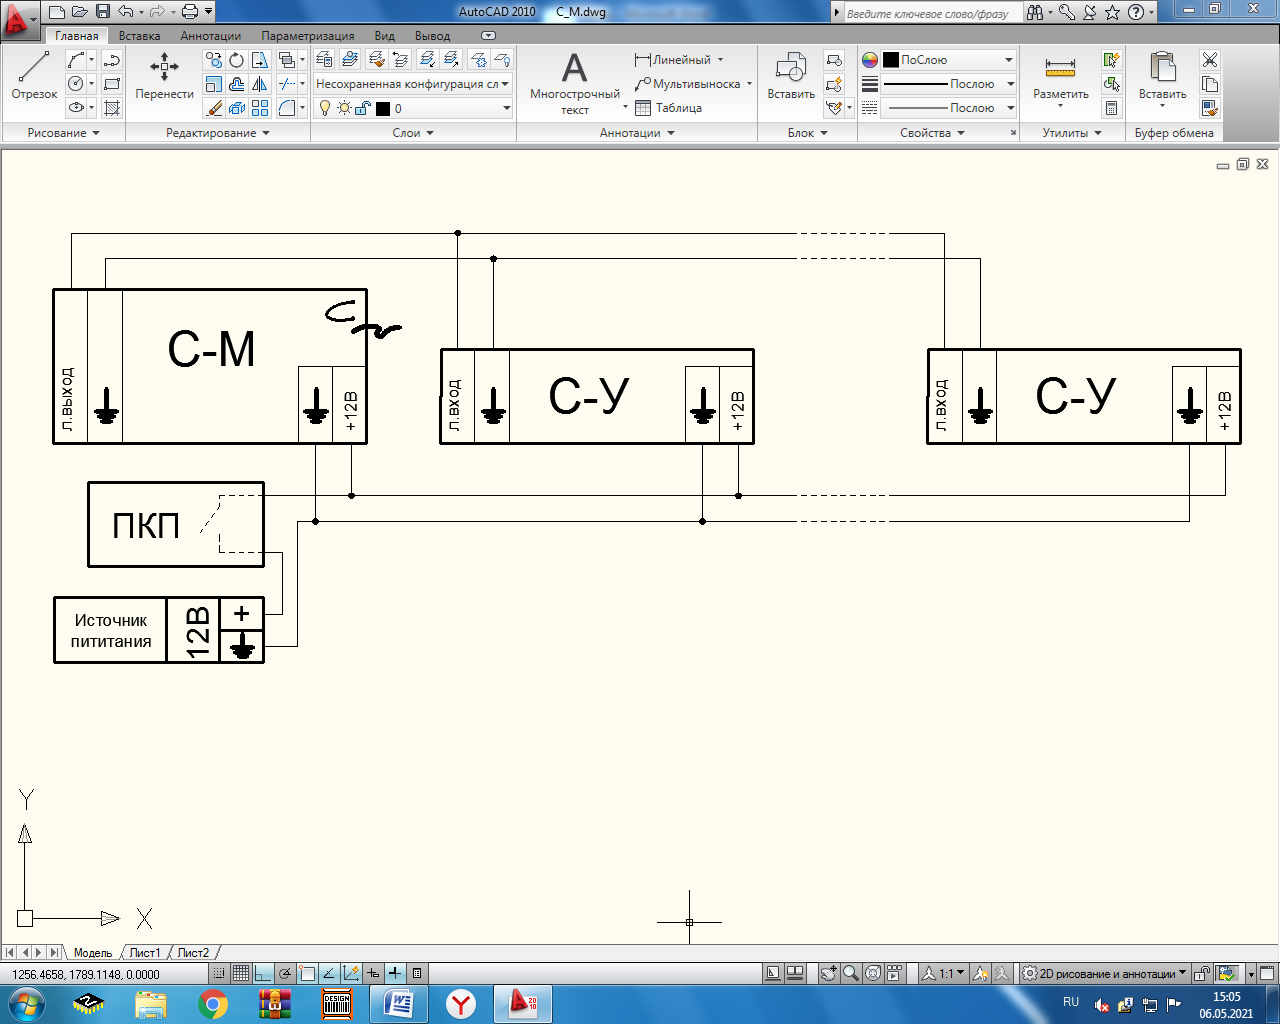 AutoCAD 2010 C_M.dwg
Введите ключевое слово/фразу
Главная Вставка Аннотации Параметризация Вид Вывод
Отрезок
Перенести
Несохраненная конфигурация сл
0
A
Многострочный
текст
Линейный
Мультивыноска
Таблица
Вставить
ПоСлою
Послою
Послою
Разметить
Вставить
Рисование Редактирование Слои Аннотации Блок Свойства Утилиты Буфер обмена
С-М
л.выход
+12В
С-У
л.вход
+12В
С-У
л.вход
+12В
ПКП
Источник
пититания
12В
+
Y
X
Модель Лист1 Лист2
1256.4658, 1789.1148, 0.0000
1:1
2D рисование и аннотации
DESIGN
RU
15:05
06.05.2021